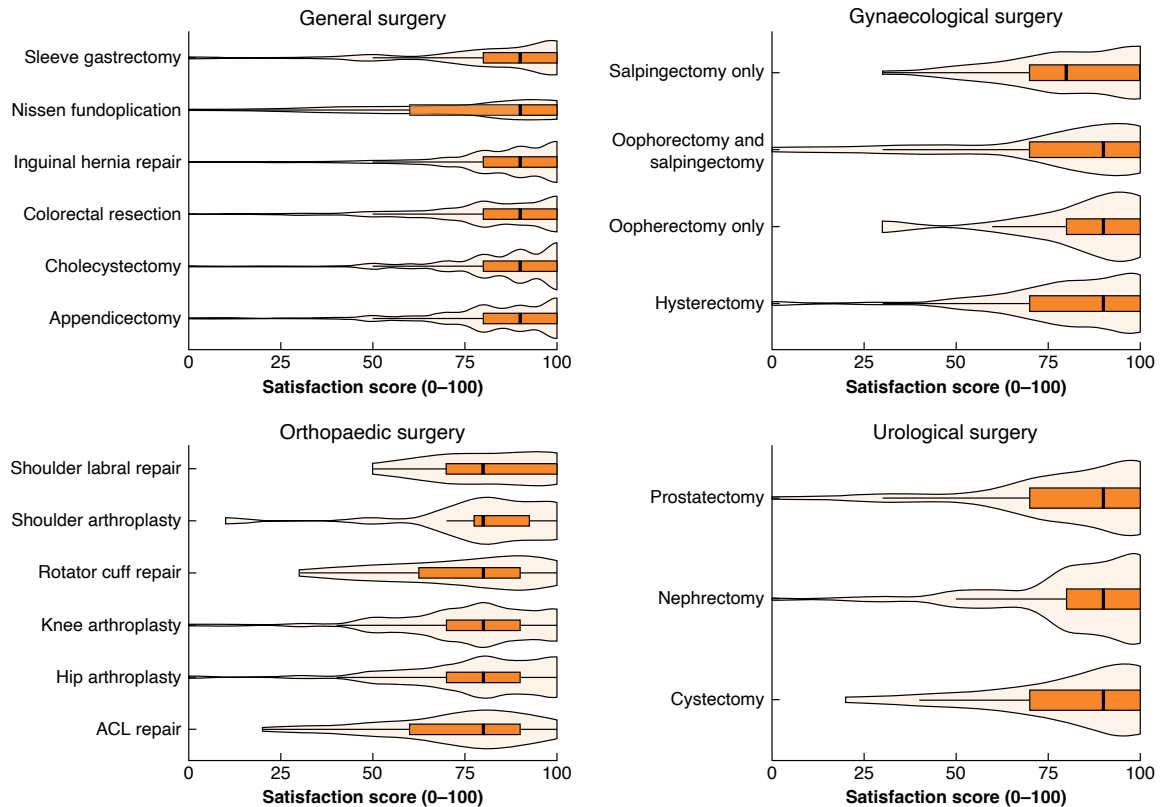 General surgery
Sleeve gastrectomy
Nissen fundoplication
Inguinal hernia repair
Colorectal resection
Cholecystectomy
Appendicectomy
0 25 50 75 100
Satisfaction score (0–100)
Gynaecological surgery
Salpingectomy only
Oophorectomy and
salpingectomy
Oopherectomy only
Hysterectomy
0 25 50 75 100
Satisfaction score (0–100)
Orthopaedic surgery
Shoulder labral repair
Shoulder arthroplasty
Rotator cuff repair
Knee arthroplasty
Hip arthroplasty
ACL repair
0 25 50 75 100
Satisfaction score (0–100)
Urological surgery
Prostatectomy
Nephrectomy
Cystectomy
0 25 50 75 100
Satisfaction score (0–100)